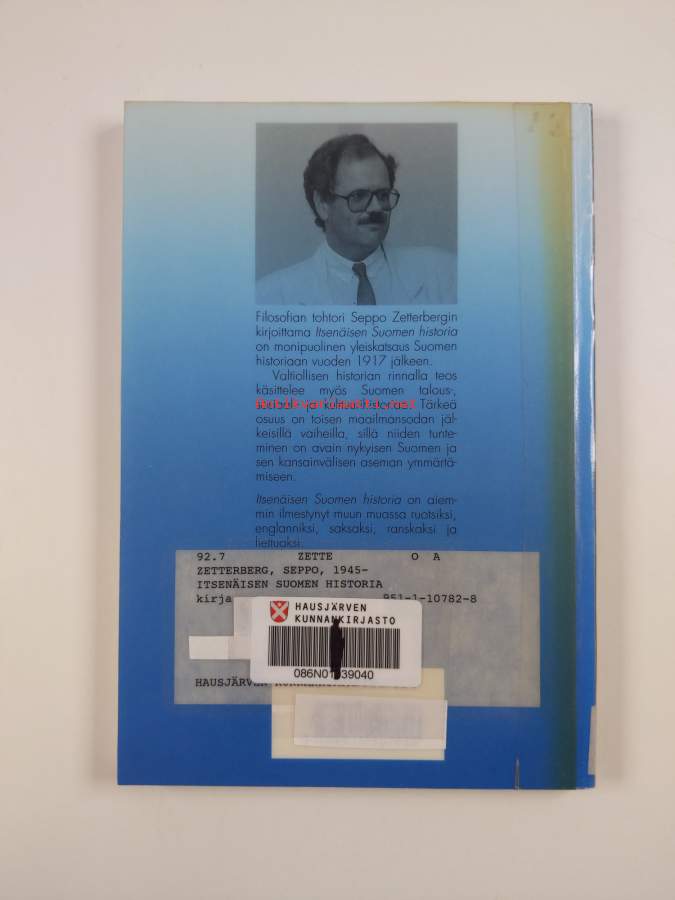 Filosofian tohtori Seppo Zetterbergin
kirjoittama Itsenäisen Suomen historia
on monipuolinen yleiskatsaus Suomen
historiaan vuoden 1917 jälkeen.
Valtiollisen historian rinnalla teos
käsittelee myös Suomen talous-,
Tärkeä
osuus on toisen maailmansodan jäl-
keisillä vaiheilla, sillä niiden tunte-
minen on avain nykyisen Suomen ja
sen kansainvälisen aseman ymmärtä-
miseen.
Itsenäisen Suomen historia on aiem-
min ilmestynyt muun muassa ruotsiksi,
englanniksi, saksaksi, ranskaksi ja
liettuaksi.
92.7 ZETTE O A
ZETTERBERG, SEPPO, 1945-
ITSENÄISEN SUOMEN HISTORIA
kirja 951-1-10782-8
HAUSJÄRVEN
KUNNANKIRJASTO
HAUSJÄRVEN